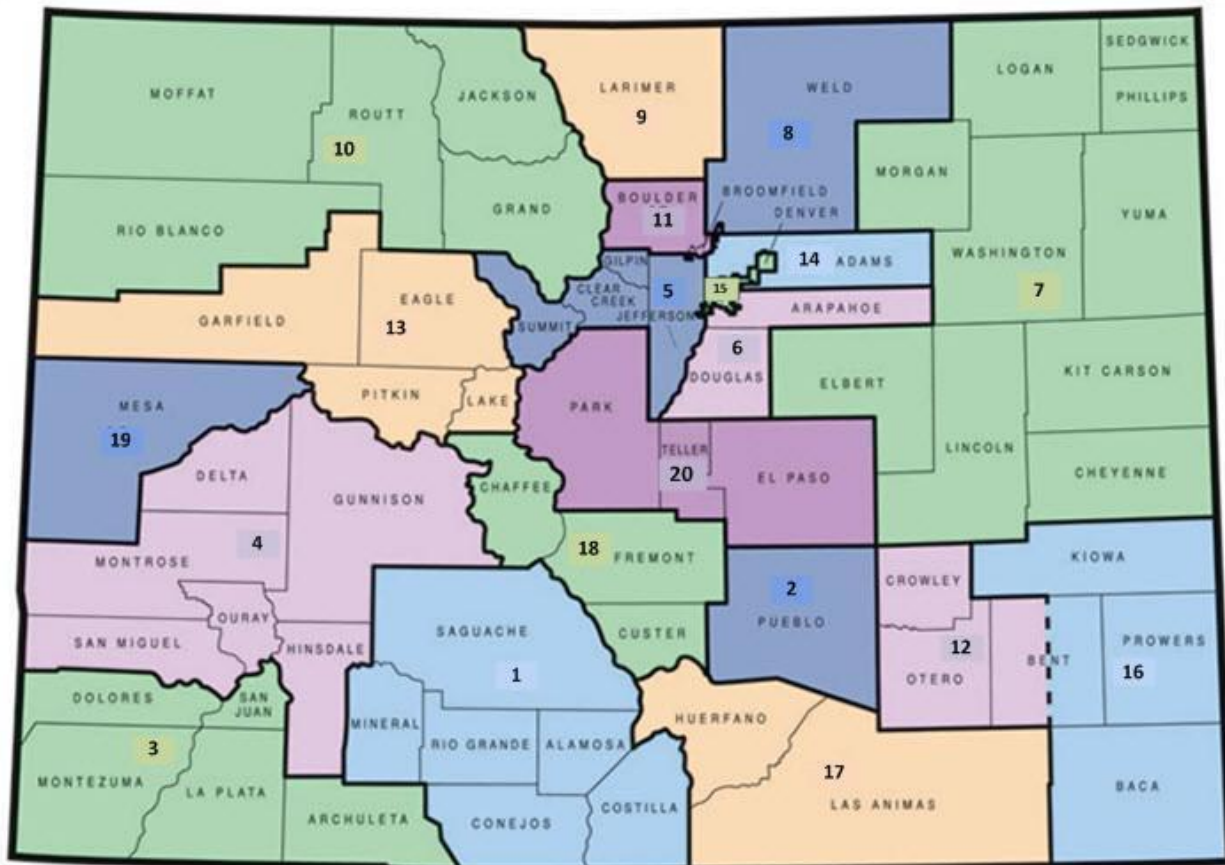 SEDGWICK
LOGAN
PHILLIPS
MOFFAT
ROUTT
JACKSON
LARIMER
9
WELD
8
10
MORGAN
YUMA
RIO BLANCO
GRAND
BOULDER
11
BROOMFIELD
DENVER
WASHINGTON
7
GILPIN
14
ADAMS
EAGLE
CLEAR
CREEK
5
15
ARAPAHOE
GARFIELD
13
SUMMIT
JEFFERSON
6
DOUGLAS
ELBERT
KIT CARSON
MESA
19
PITKIN
LAKE
PARK
TELLER
20
EL PASO
LINCOLN
CHEYENNE
DELTA
GUNNISON
CHAFFEE
4
MONTROSE
18
FREMONT
KIOWA
CROWLEY
2
PUEBLO
OURAY
SAN MIGUEL
HINSDALE
SAGUACHE
1
CUSTER
12
OTERO
BENT
PROWERS
16
DOLORES
SAN
JUAN
3
MONTEZUMA
LA PLATA
MINERAL
RIO GRANDE
ALAMOSA
HUERFANO
17
LAS ANIMAS
BACA
ARCHULETA
CONEJOS
COSTILLA